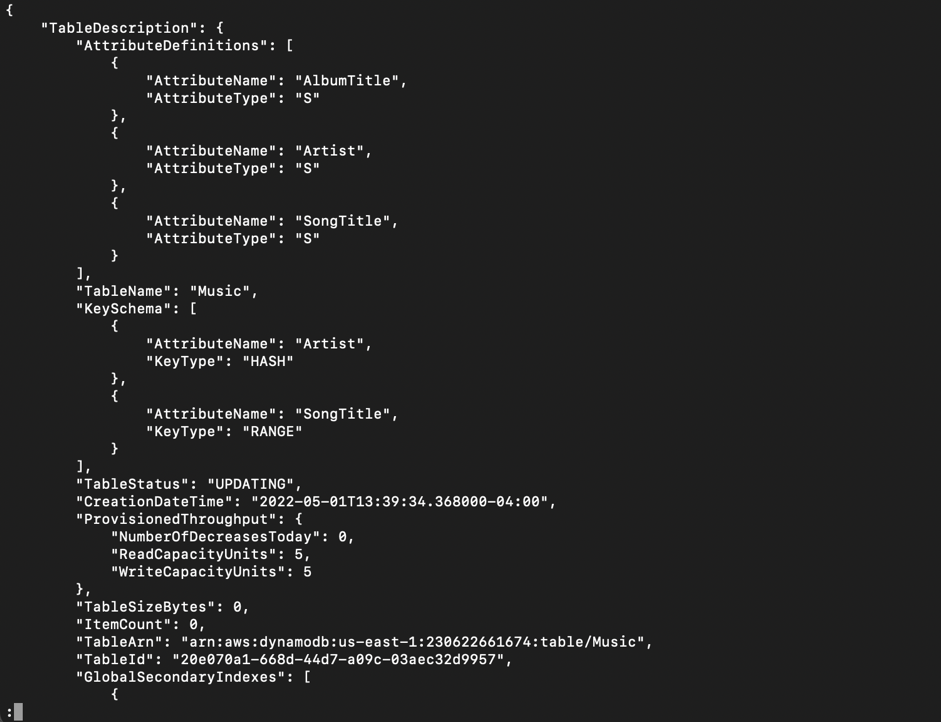 {
    "TableDescription": {
        "AttributeDefinitions": [
            {
                "AttributeName": "AlbumTitle",
                "AttributeType": "S"
            },
            {
                "AttributeName": "Artist",
                "AttributeType": "S"
            },
            {
                "AttributeName": "SongTitle",
                "AttributeType": "S"
            }
        ],
        "TableName": "Music",
        "KeySchema": [
            {
                "AttributeName": "Artist",
                "KeyType": "HASH"
            },
            {
                "AttributeName": "SongTitle",
                "KeyType": "RANGE"
            }
        ],
        "TableStatus": "UPDATING",
        "CreationDateTime": "2022-05-01T13:39:34.368000-04:00",
        "ProvisionedThroughput": {
            "NumberOfDecreasesToday": 0,
            "ReadCapacityUnits": 5,
            "WriteCapacityUnits": 5
        },
        "TableSizeBytes": 0,
        "ItemCount": 0,
        "TableArn": "arn:aws:dynamodb:us-east-1:230622661674:table/Music",
        "TableId": "20e070a1-668d-44d7-a09c-03aec32d9957",
        "GlobalSecondaryIndexes": [
            {
: